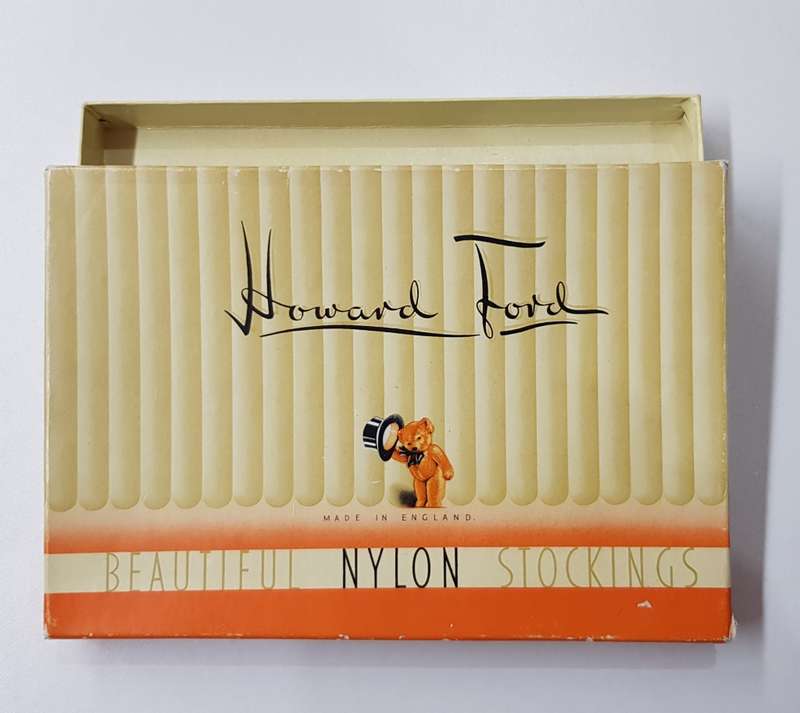 Howard Ford
MADE IN ENGLAND.
BEAUTIFUL NYLON STOCKINGS